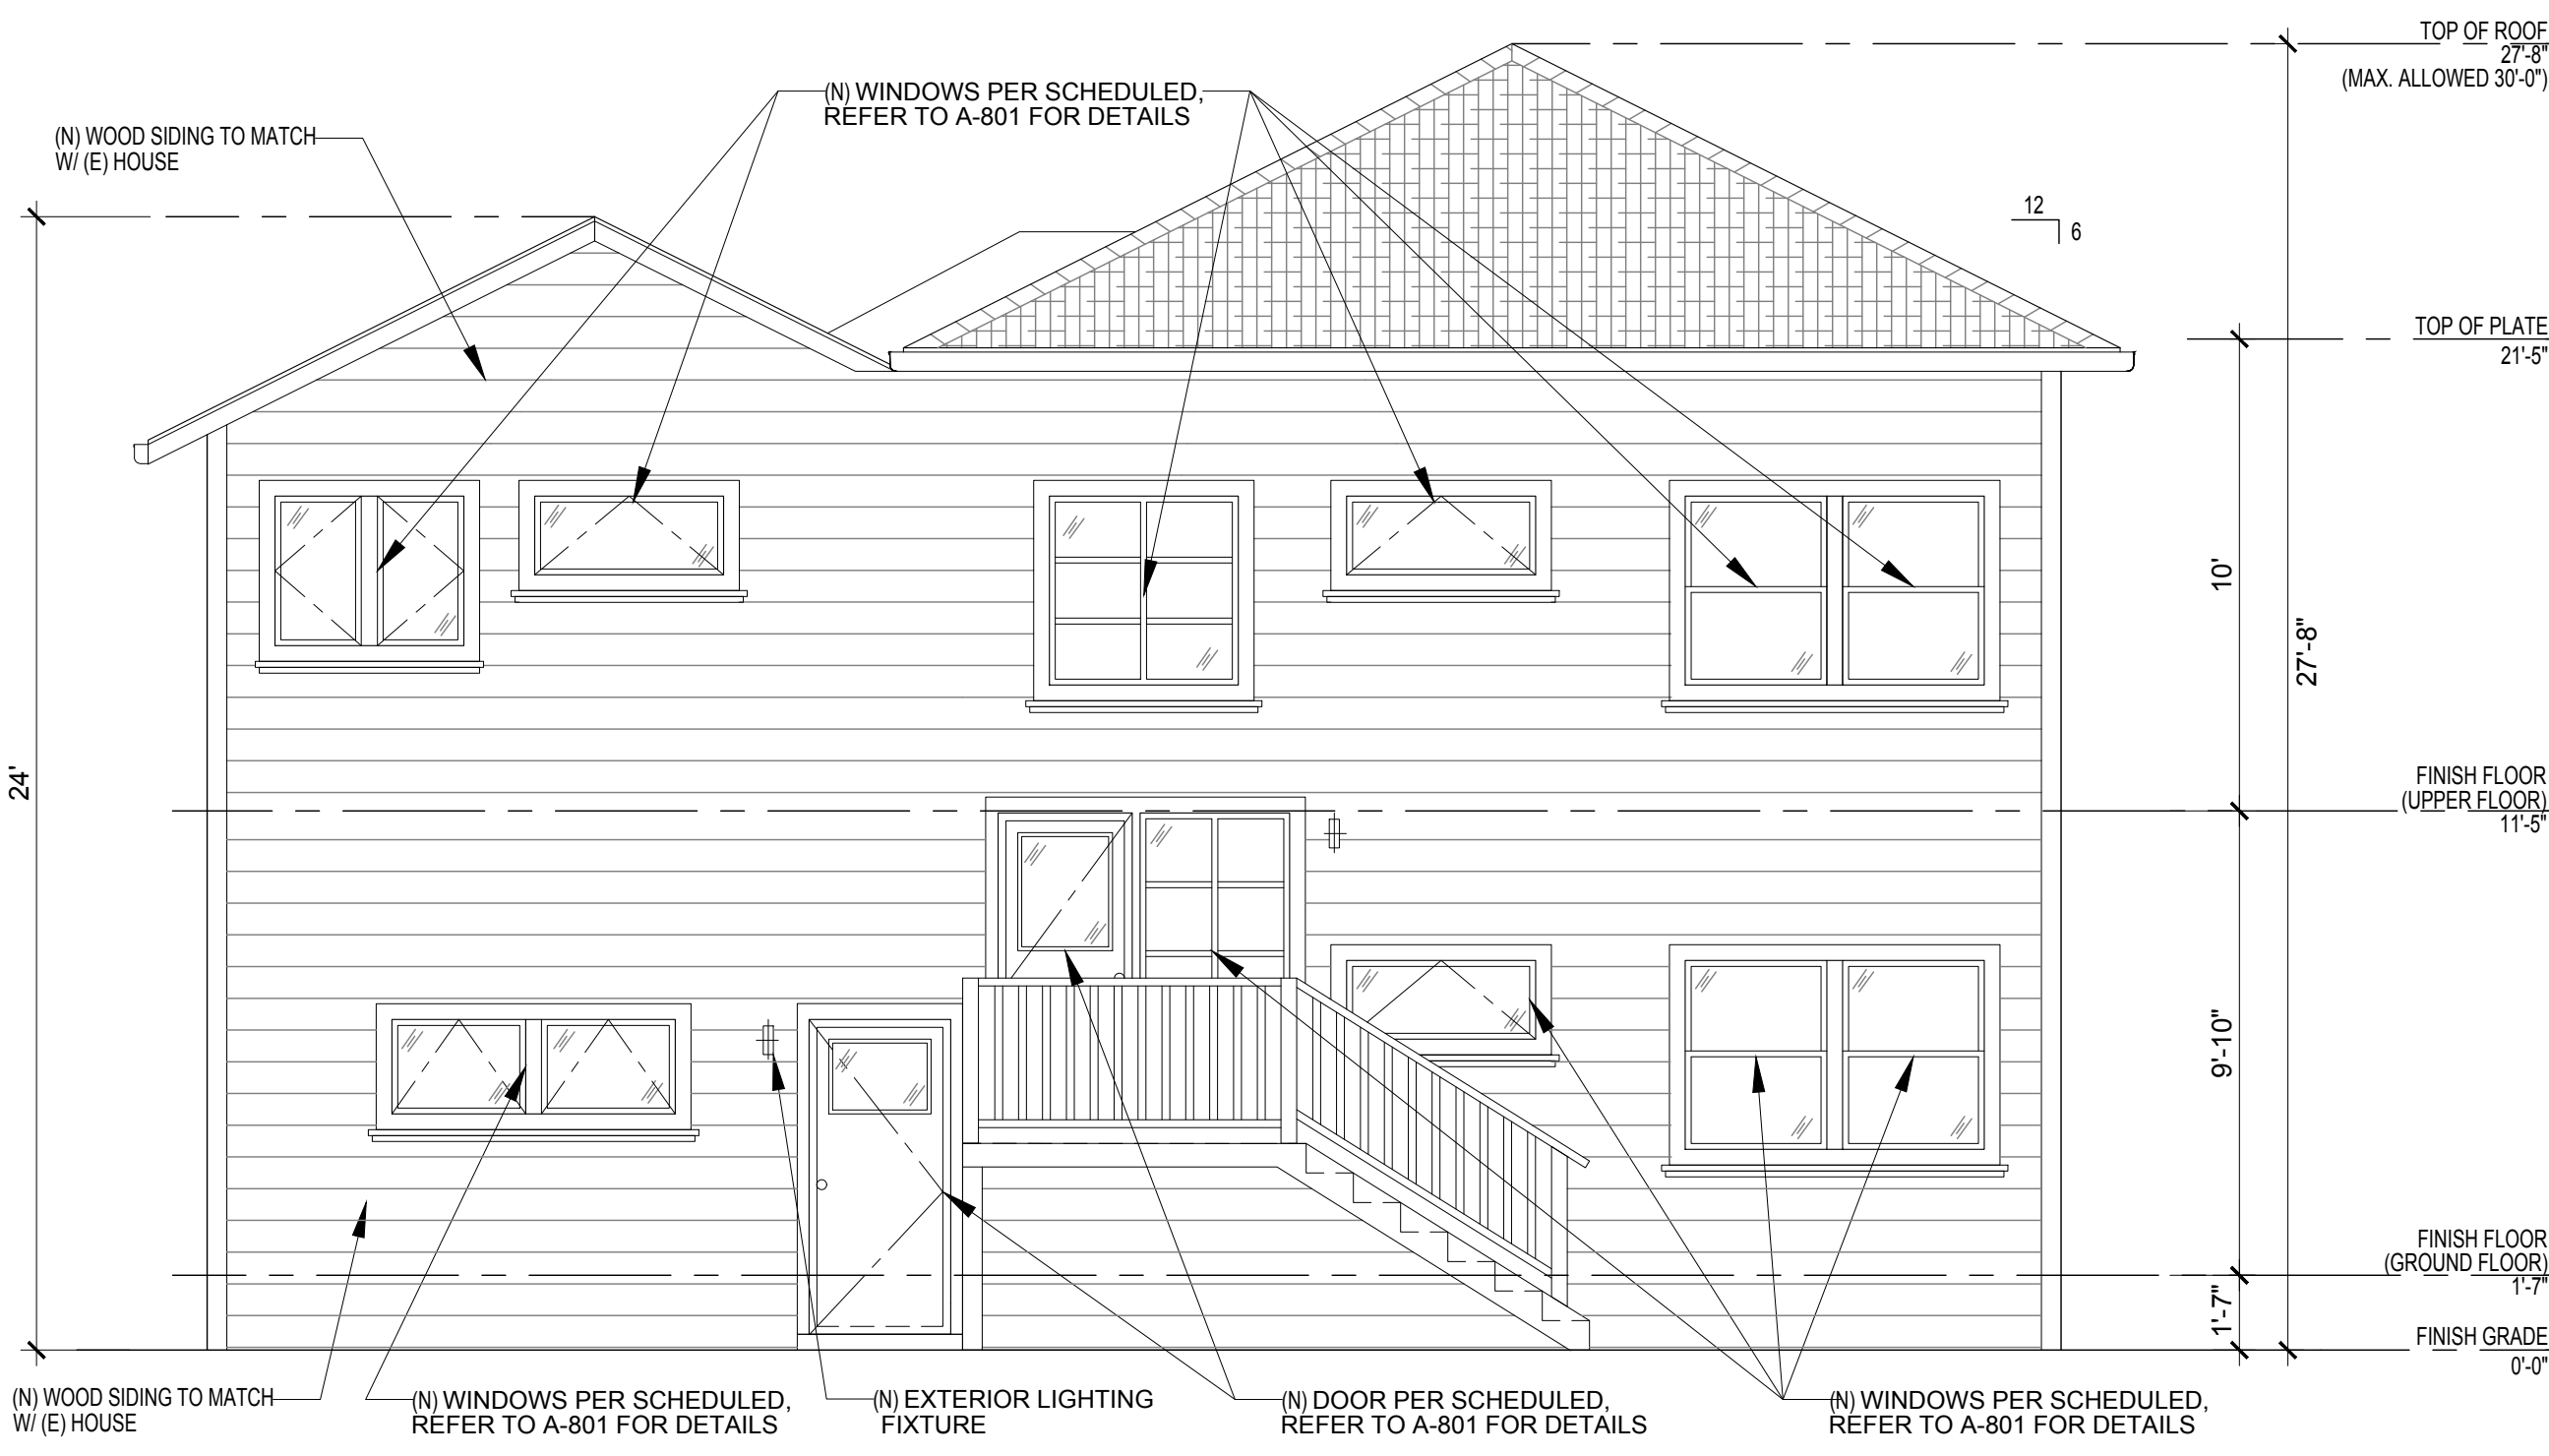 TOP OF ROOF
27'-8"
(MAX. ALLOWED 30'-0")
(N) WINDOWS PER SCHEDULED,
REFER TO A-801 FOR DETAILS
(N) WOOD SIDING TO MATCH
W/ (E) HOUSE
12
6
TOP OF PLATE
21'-5"
10'
27'-8"
24'
FINISH FLOOR
(UPPER FLOOR)
11'-5"
9'-10"
FINISH FLOOR
(GROUND FLOOR)
1'-7"
1'-7"
FINISH GRADE
0'-0"
(N) WOOD SIDING TO MATCH
W/ (E) HOUSE
(N) WINDOWS PER SCHEDULED,
REFER TO A-801 FOR DETAILS
(N) EXTERIOR LIGHTING
FIXTURE
(N) DOOR PER SCHEDULED,
REFER TO A-801 FOR DETAILS
(N) WINDOWS PER SCHEDULED,
REFER TO A-801 FOR DETAILS